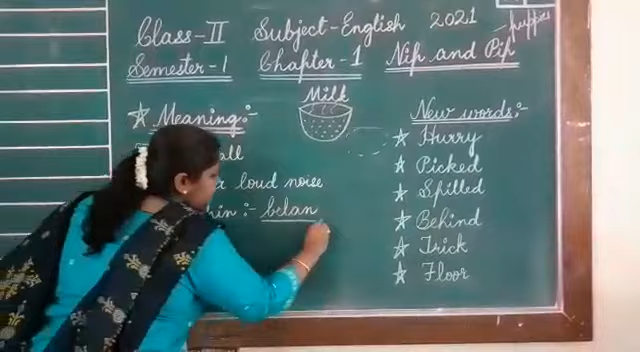 Class-II Subject-English 2021
Semester-1 Chapter-1 Nip and Pip
puppies
Milk
☆ Meaning:-
loud noise
:- belan
New words:-
☆ Hurry
☆ Picked
☆ Spilled
☆ Behind
☆ Trick
☆ Floor